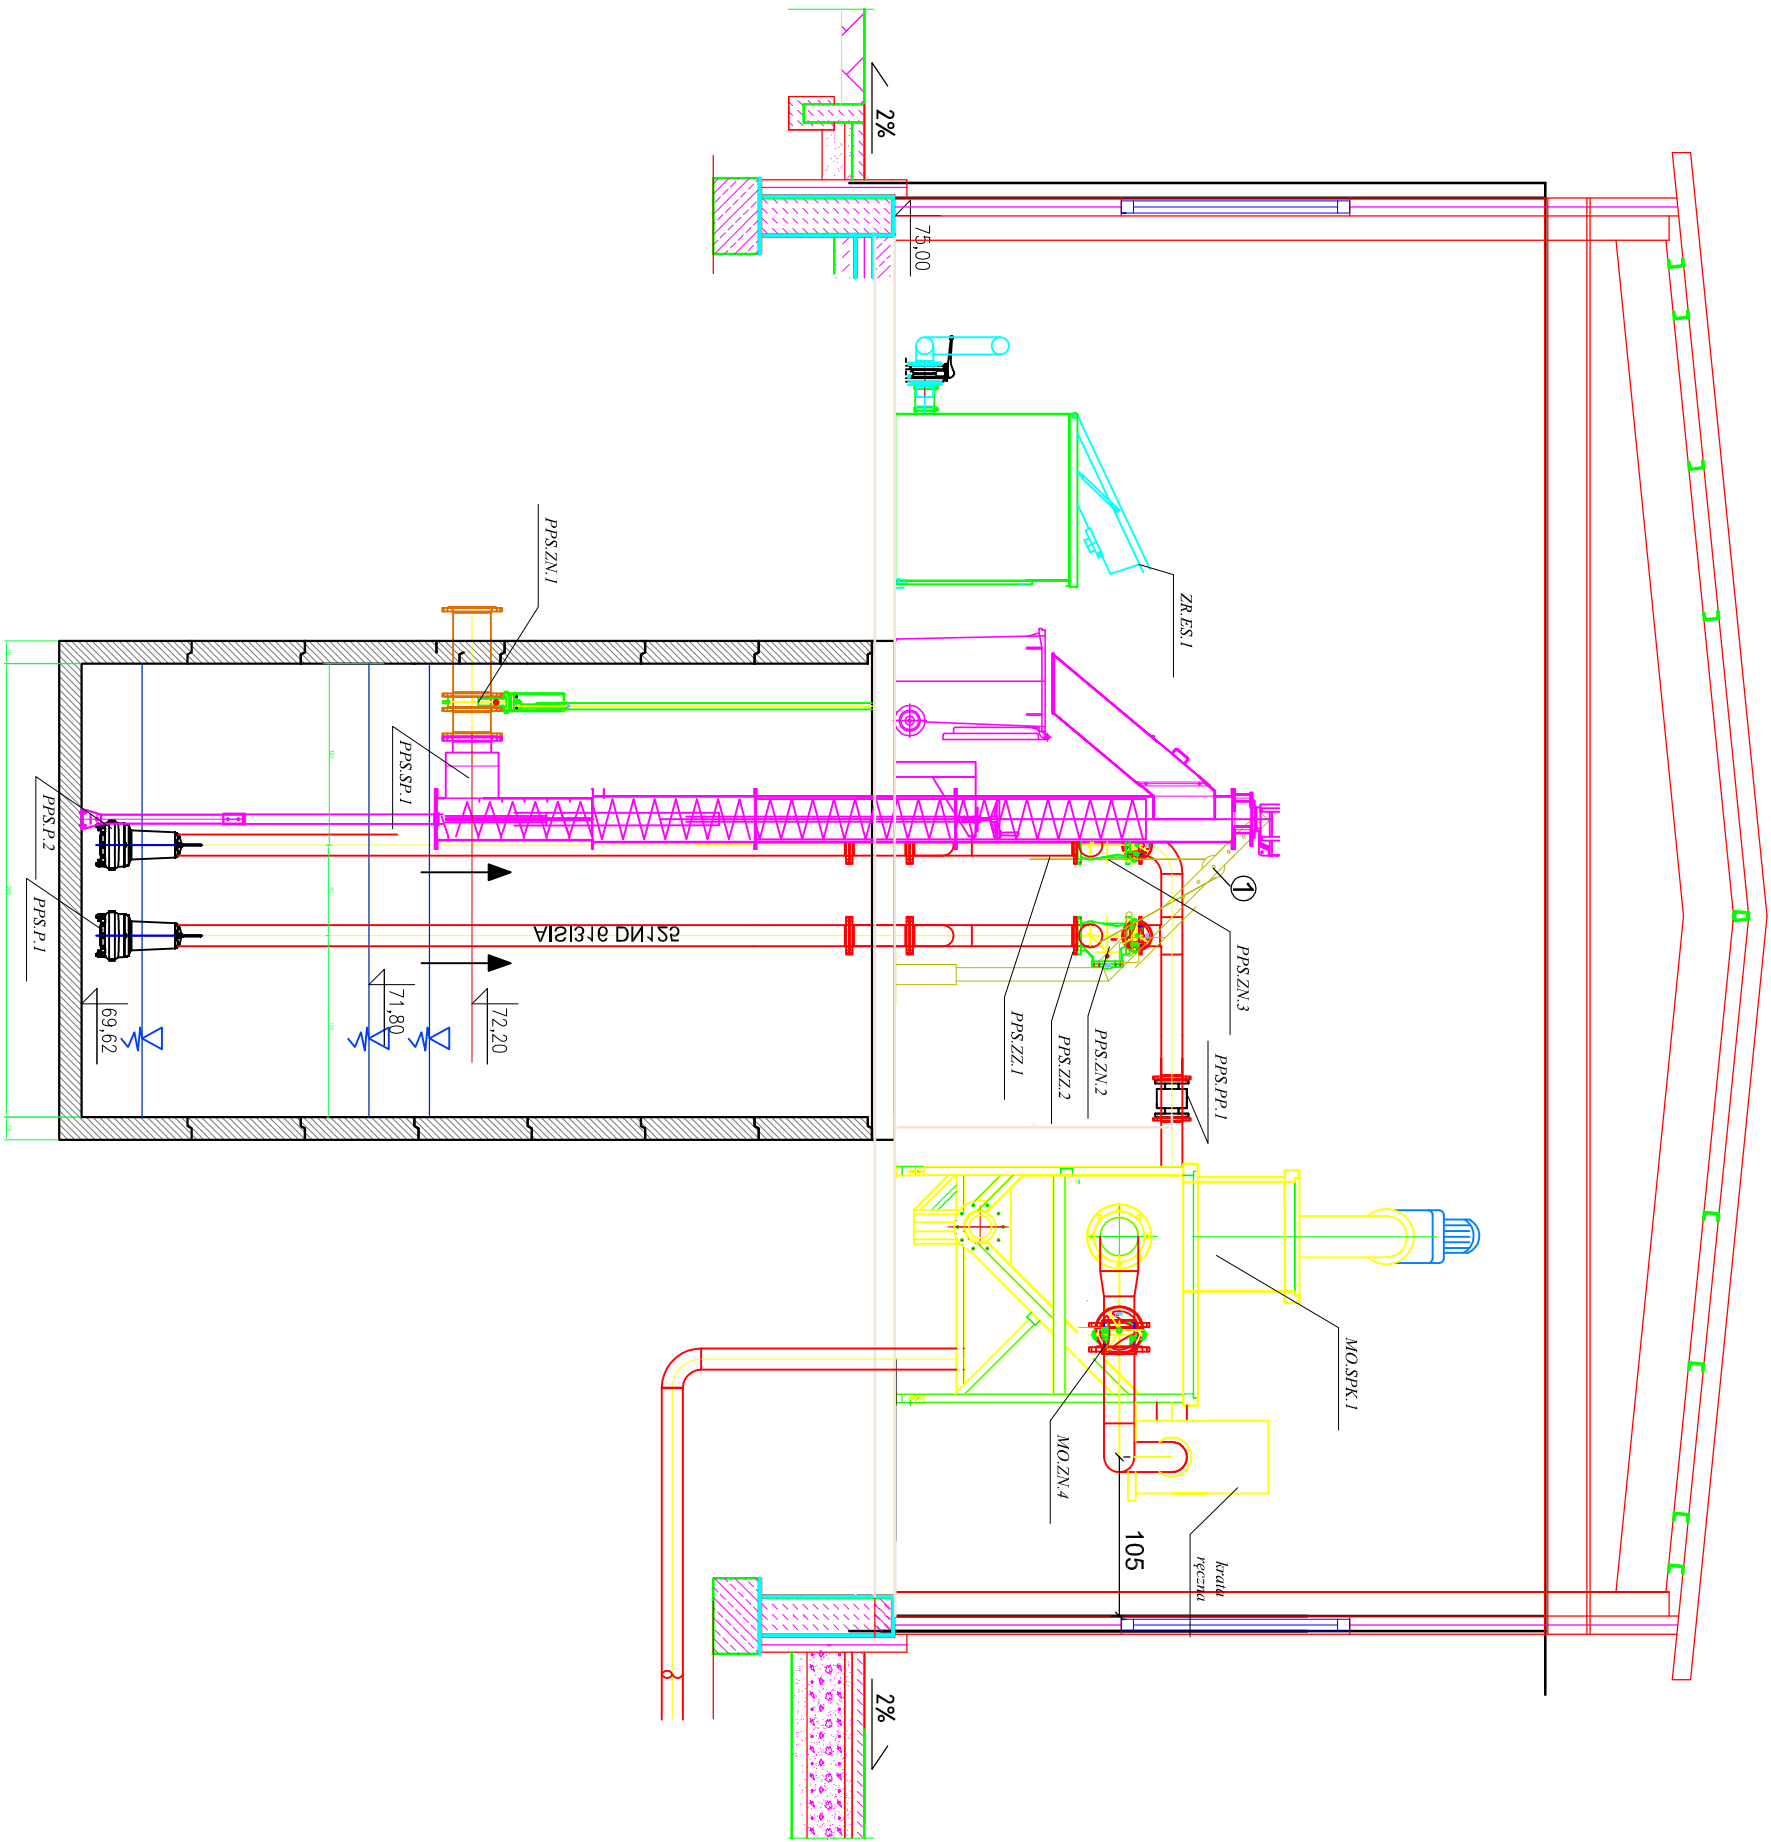 2%
75,00
ZR.ES.1
PPS.ZN.1
PPS.SP.1
PPS.P.2
PPS.P.1
1
AISI316 DN125
PPS.ZN.3
72,20
71,80
69,62
PPS.ZZ.1
PPS.ZZ.2
PPS.ZN.2
PPS.PP.1
MO.SPK.1
MO.ZN.4
105
krata
ręczna
2%